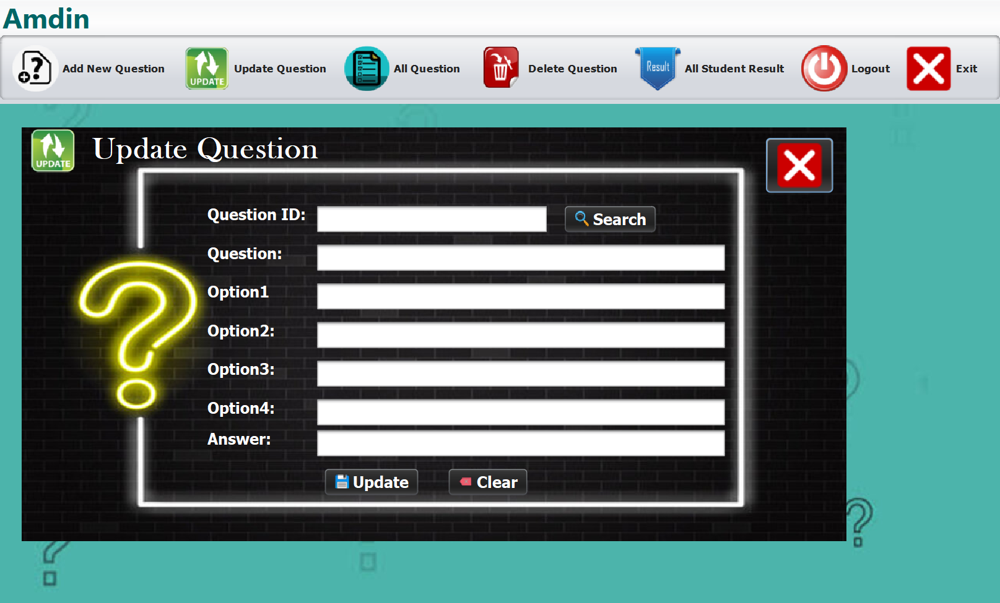 Amdin
Add New Question
UPDATE
Update Question
All Question
Delete Question
Result
All Student Result
Logout
Exit
UPDATE
Update Question
Question ID:
Search
Question:
Option1
Option2:
Option3:
Option4:
Answer:
Update
Clear